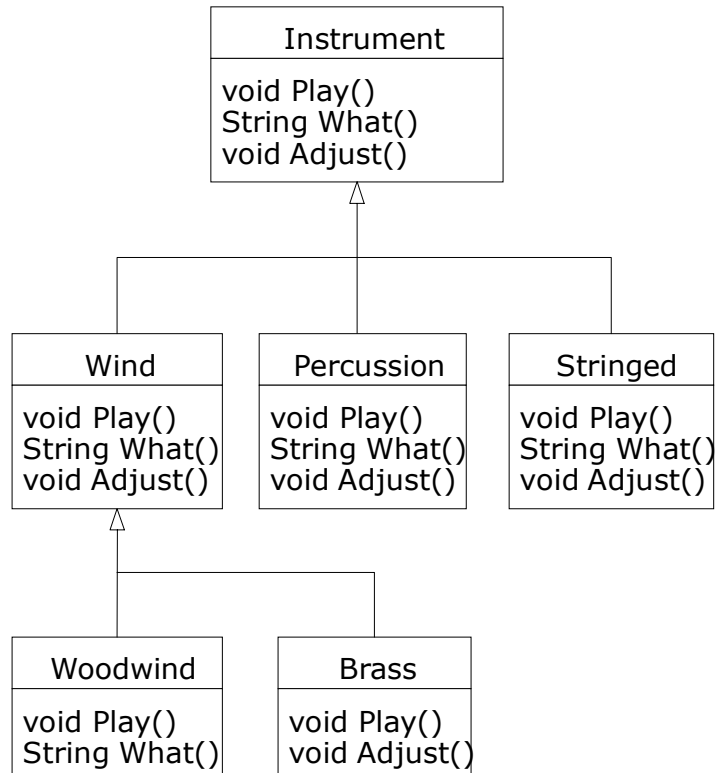 Instrument
void Play()
String What()
void Adjust()
Wind
void Play()
String What()
void Adjust()
Percussion
void Play()
String What()
void Adjust()
Stringed
void Play()
String What()
void Adjust()
Woodwind
void Play()
String What()
Brass
void Play()
void Adjust()